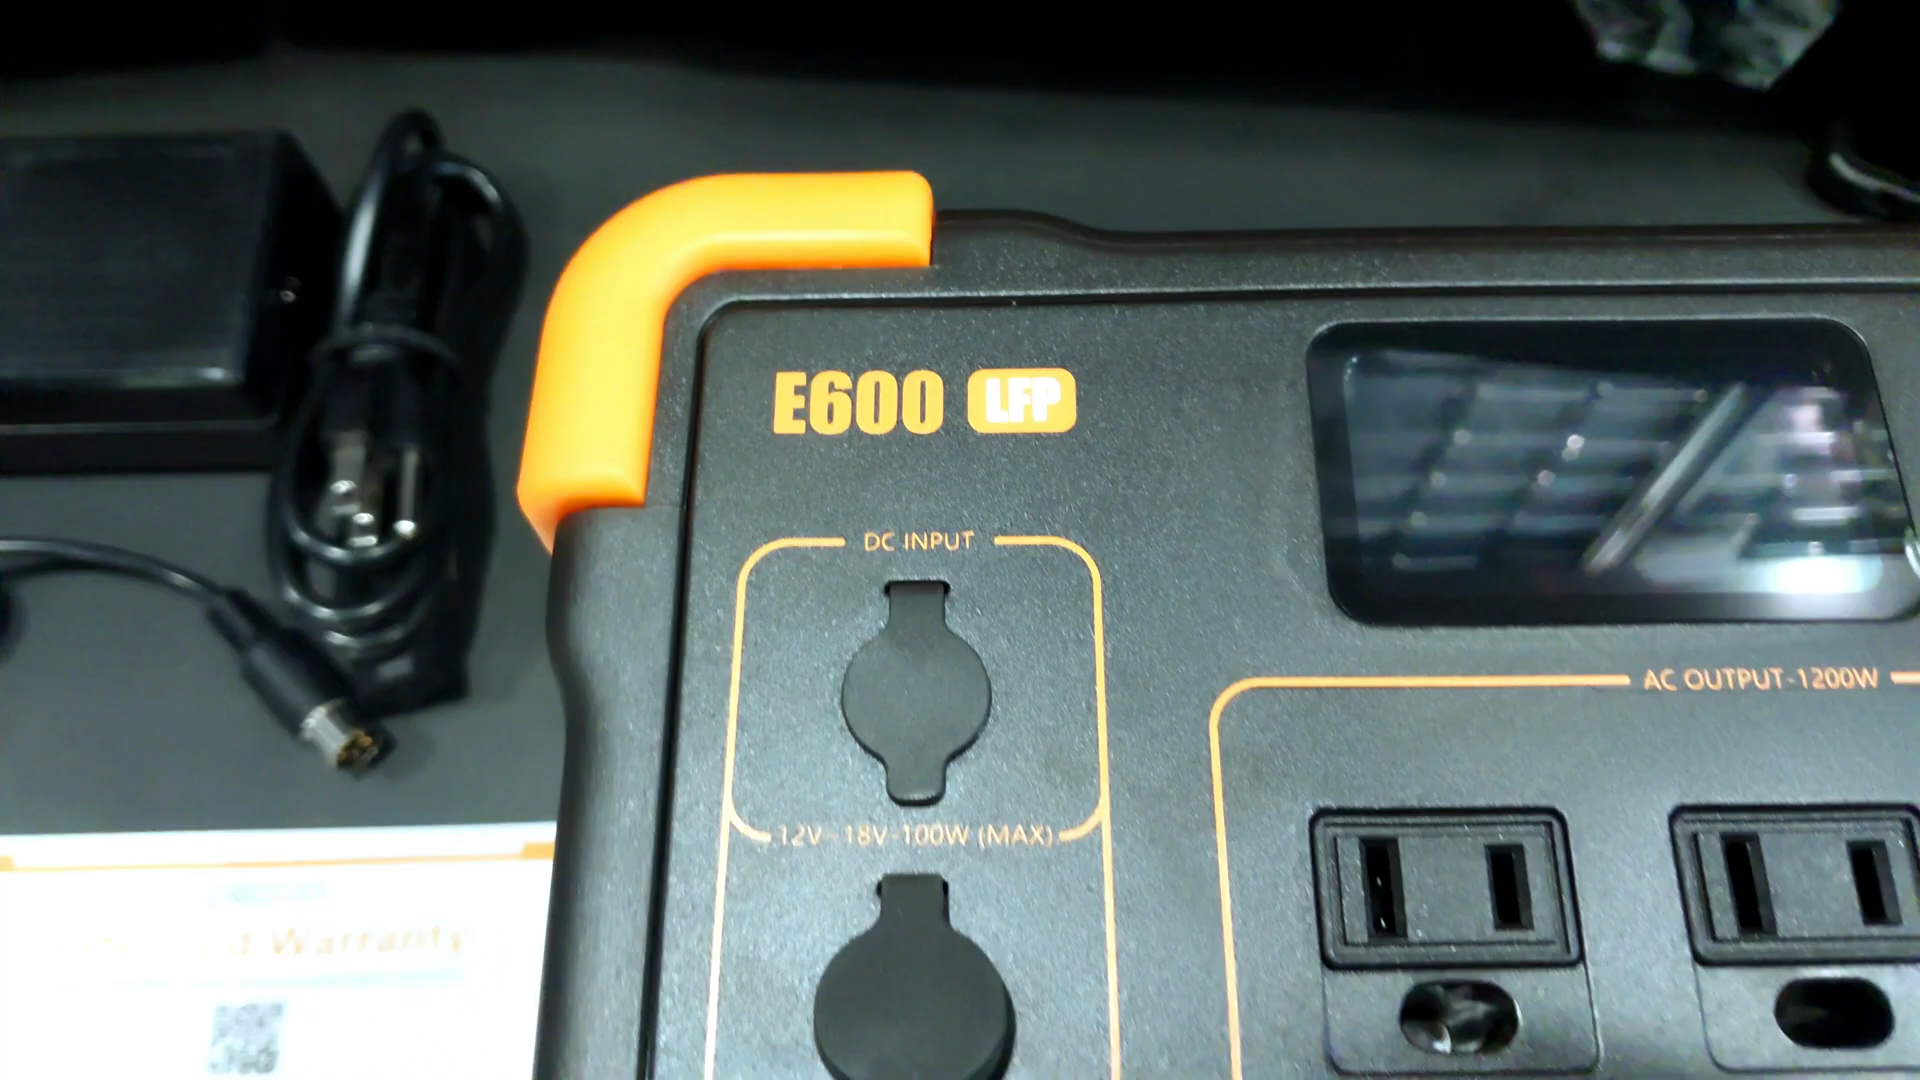 E600 LFP
DC INPUT
12V-18V-100W (MAX)
AC OUTPUT-1200W
Warranty